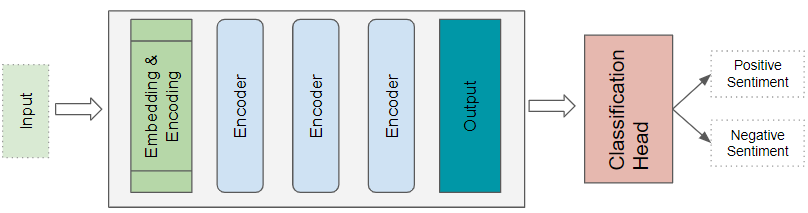 Input
Embedding &
Encoding
Encoder
Encoder
Encoder
Output
Classification
Head
Positive
Sentiment
Negative
Sentiment